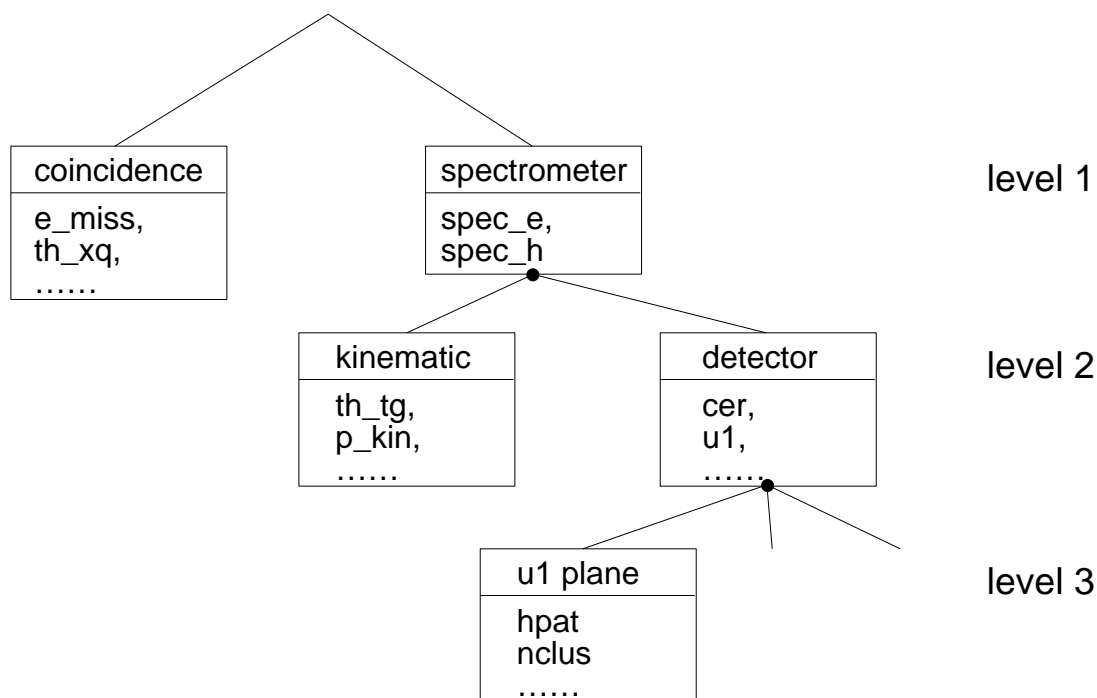 coincidence
e_miss,
th_xq,
......
spectrometer
spec_e,
spec_h
level 1
kinematic
th_tg,
p_kin,
......
detector
cer,
u1,
......
level 2
u1 plane
hpat
nclus
......
level 3